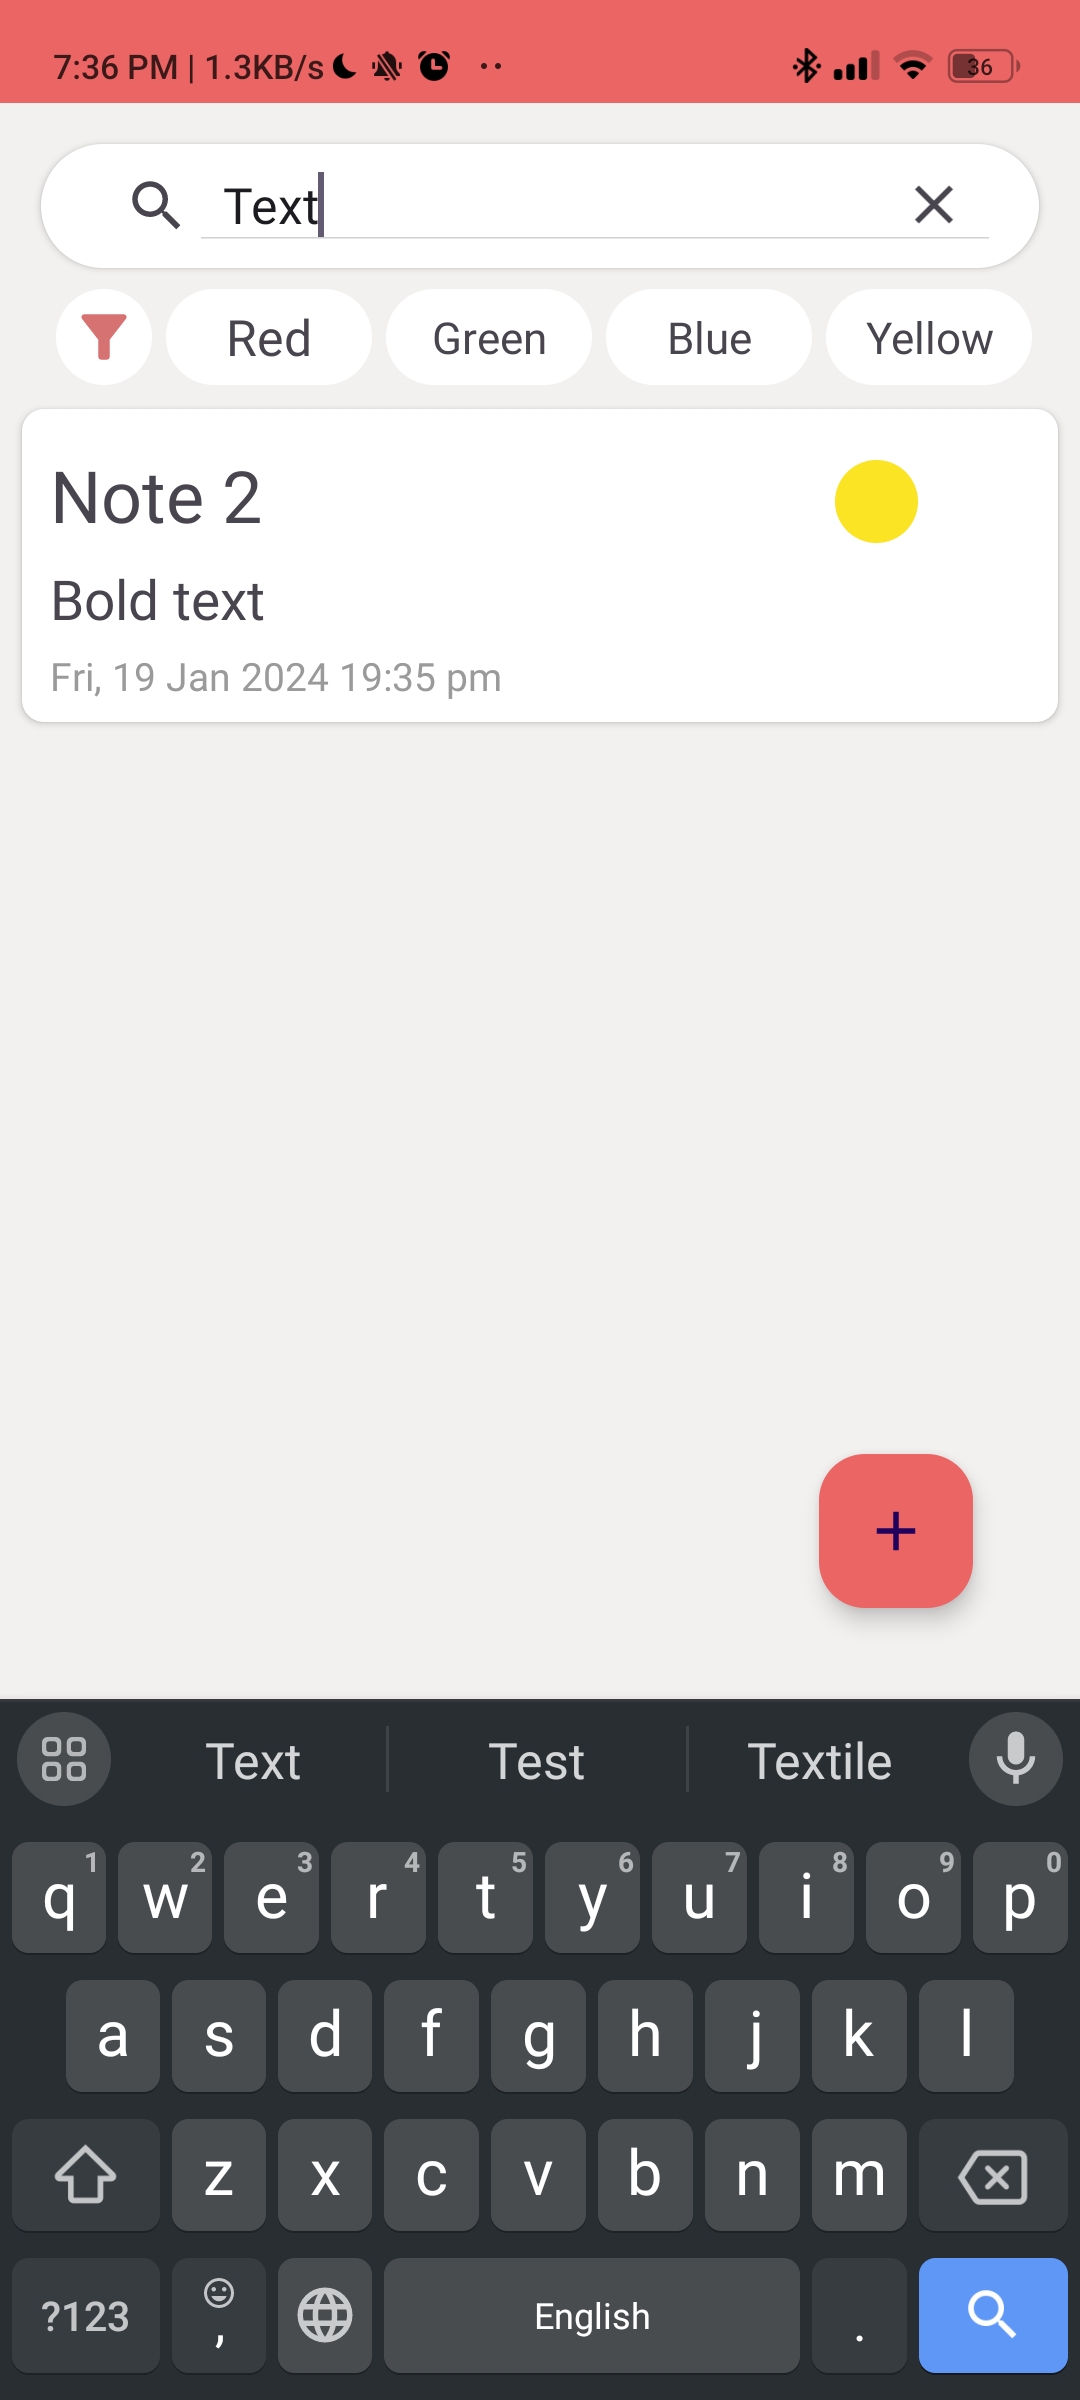 7:36 PM | 1.3KB/s 36
Text
Red Green Blue Yellow
Note 2
Bold text
Fri, 19 Jan 2024 19:35 pm
+
Text Test Textile
1 2 3 4 5 6 7 8 9 0
q w e r t y u i o p
a s d f g h j k l
z x c v b n m
?123 , English .